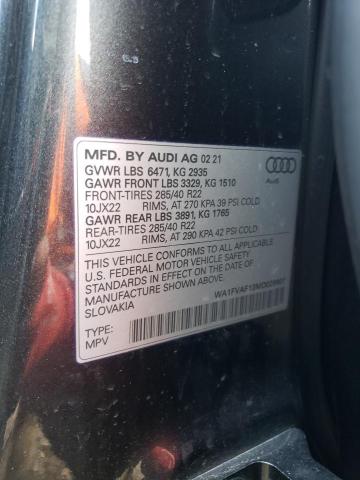 MFD. BY AUDI AG 02 21
GVWR LBS 6471, KG 2935
GAWR FRONT LBS 3329, KG 1510
FRONT-TIRES 285/40 R22
10JX22 RIMS, AT 270 KPA 39 PSI COLD
GAWR REAR LBS 3891, KG 1765
REAR-TIRES 285/40 R22
10JX22 RIMS, AT 290 KPA 42 PSI COLD
THIS VEHICLE CONFORMS TO ALL APPLICABLE
U.S. FEDERAL MOTOR VEHICLE SAFETY
STANDARDS IN EFFECT ON THE DATE OF
MANUFACTURE SHOWN ABOVE
SLOVAKIA
TYPE:
MPV
Audi